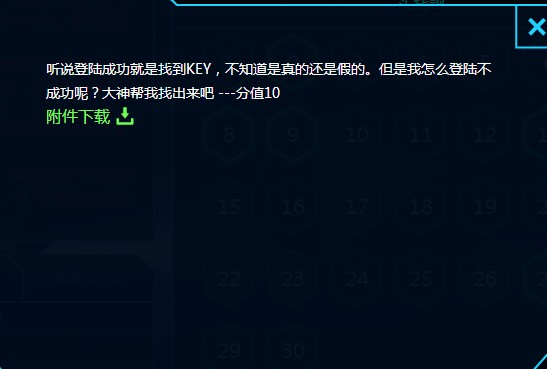 听说登陆成功就是找到KEY，不知道是真的还是假的。但是我怎么登陆不
成功呢？大神帮我找出来吧 ---分值10
附件下载
8 9 10 11 12
15 16 17 18 19
22 23 24 25 26
29 30